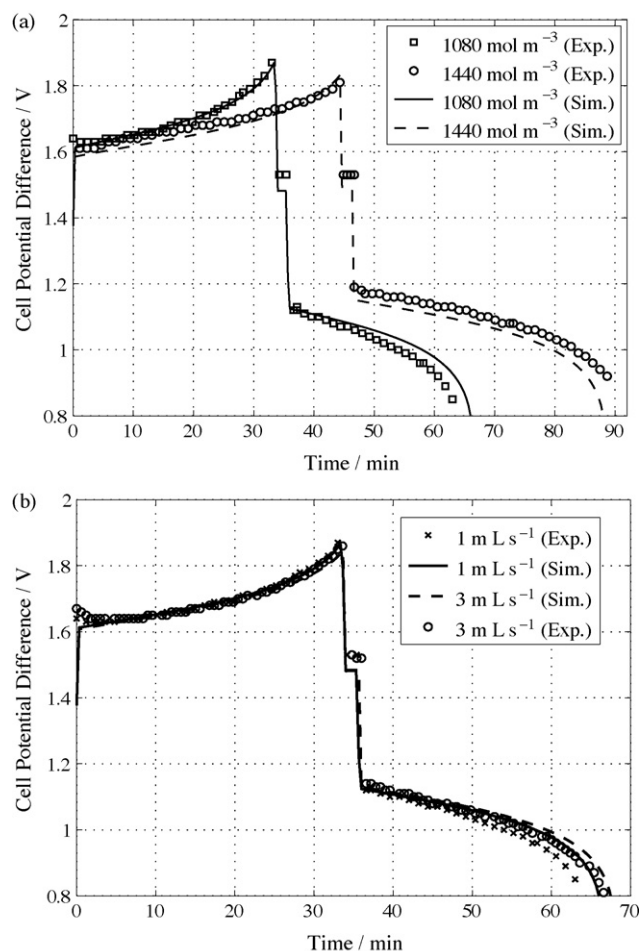 (a)
2
1.8
1.6
1.4
1.2
1
0.8
Cell Potential Difference / V
1080 mol m⁻³ (Exp.)
1440 mol m⁻³ (Exp.)
1080 mol m⁻³ (Sim.)
1440 mol m⁻³ (Sim.)
0 10 20 30 40 50 60 70 80 90
Time / min
(b)
2
1.8
1.6
1.4
1.2
1
0.8
Cell Potential Difference / V
1 m L s⁻¹ (Exp.)
1 m L s⁻¹ (Sim.)
3 m L s⁻¹ (Sim.)
3 m L s⁻¹ (Exp.)
0 10 20 30 40 50 60 70
Time / min